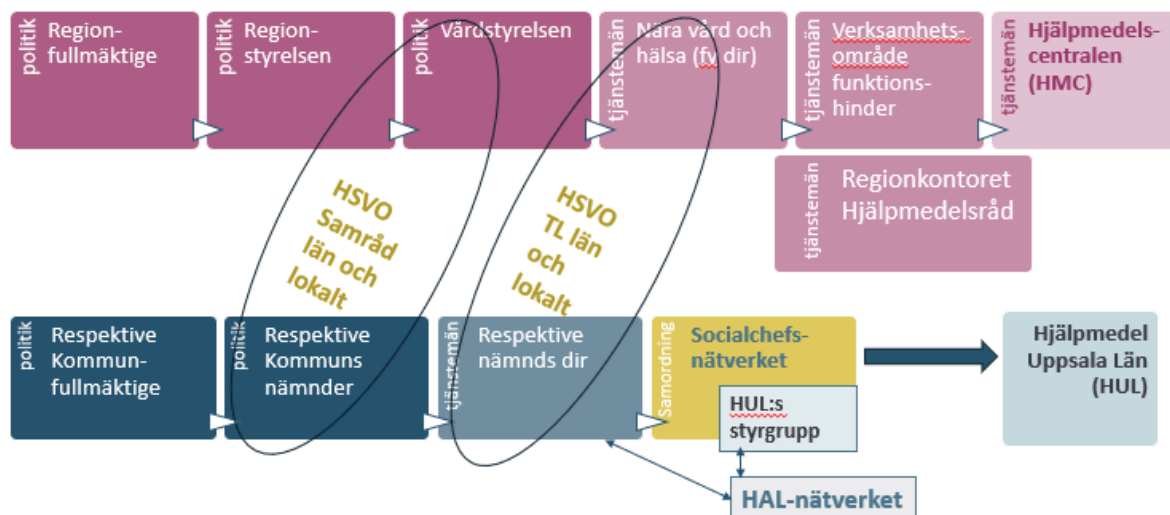 politik
Region-
fullmäktige
politik
Region-
styrelsen
politik
Vårdstyrelsen
tjänstemän
Nära vård och
hälsa (fv dir)
tjänstemän
Verksamhets-
område
funktions-
hinder
Hjälpmedels-
centralen
(HMC)
tjänstemän
Regionkontoret
Hjälpmedelsråd
HSVO
Samråd
län och
lokalt
HSVO
TL län
och
lokalt
politik
Respektive
Kommun-
fullmäktige
politik
Respektive
Kommuns
nämnder
tjänstemän
Respektive
nämnds dir
Samordning
Socialchefs-
nätverket
HUL:s
styrgrupp
HAL-nätverket
Hjälpmedel
Uppsala Län
(HUL)